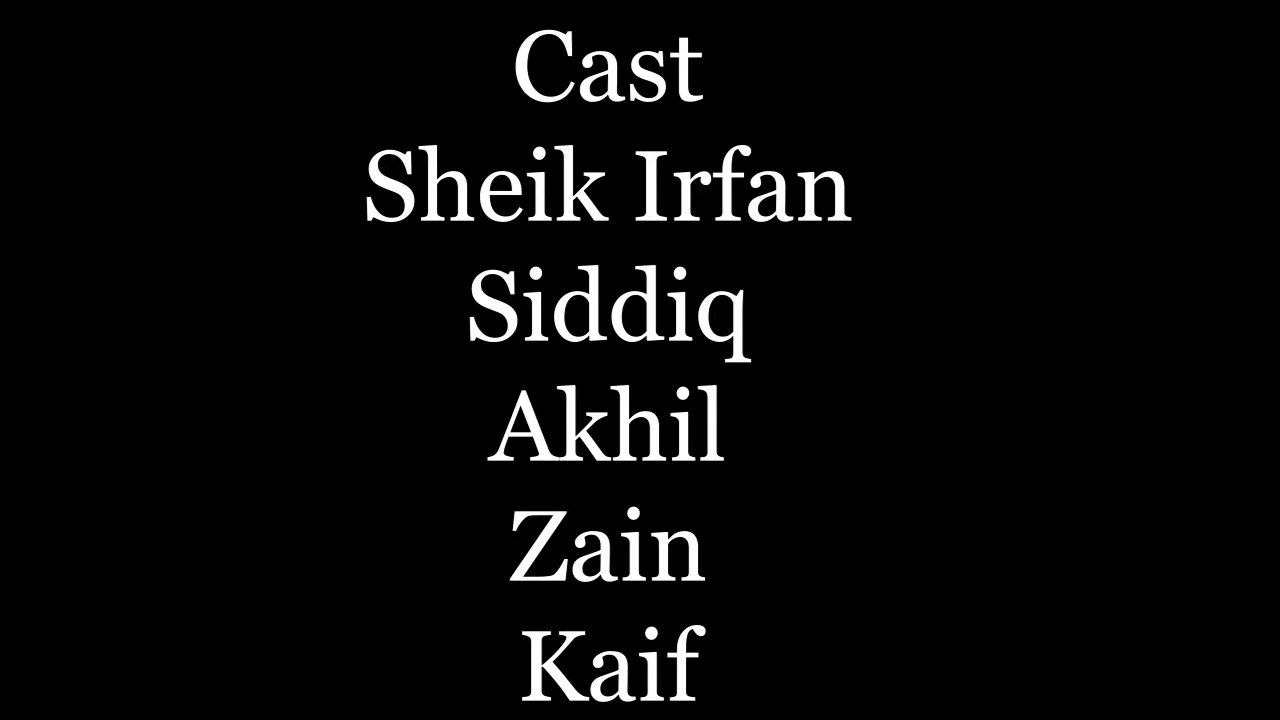 Cast
Sheik Irfan
Siddiq
Akhil
Zain
Kaif